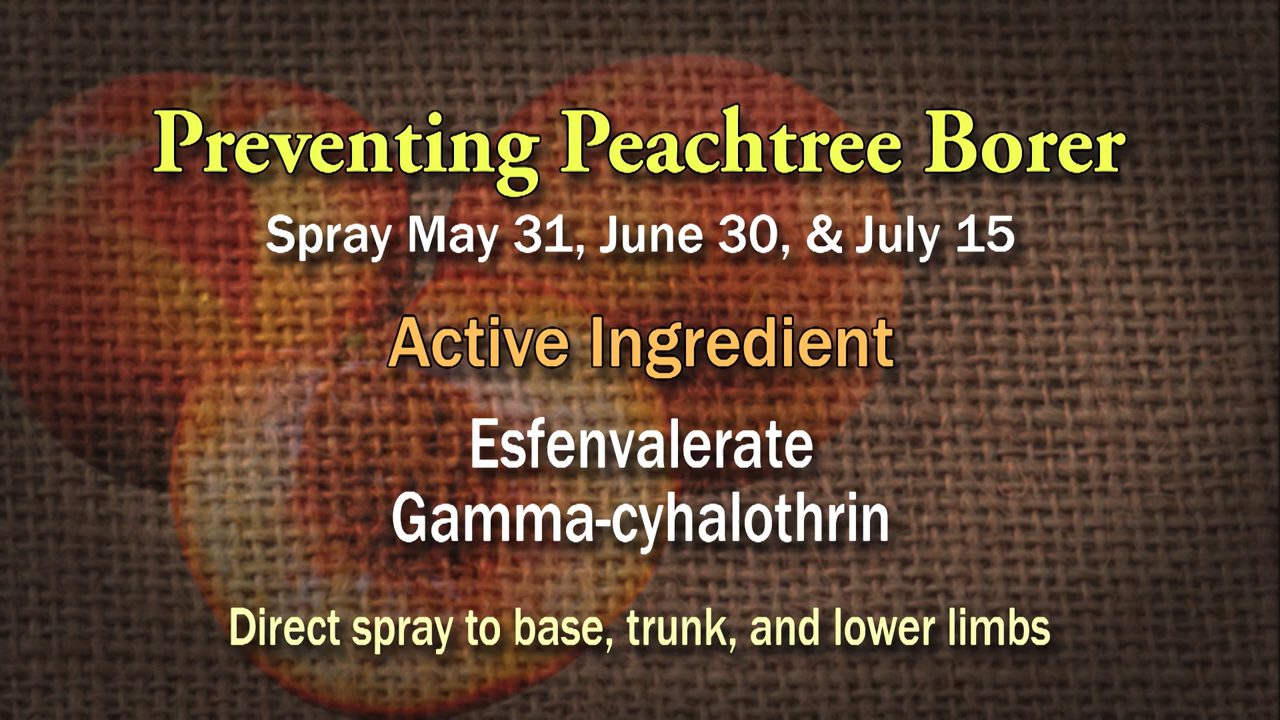 Preventing Peachtree Borer
Spray May 31, June 30, & July 15
Active Ingredient
Esfenvalerate
Gamma-cyhalothrin
Direct spray to base, trunk, and lower limbs